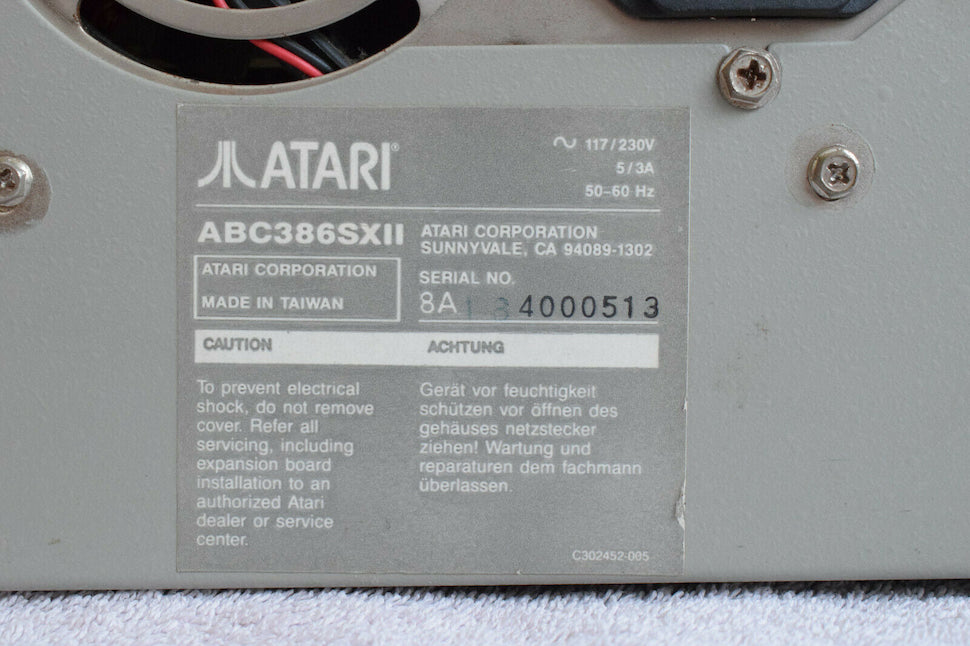 ATARI®
~ 117/230V
5/3A
50-60 Hz
ABC386SXII
ATARI CORPORATION
SUNNYVALE, CA 94089-1302
ATARI CORPORATION
MADE IN TAIWAN
SERIAL NO.
8A 1 3 4000513
CAUTION
To prevent electrical
shock, do not remove
cover. Refer all
servicing, including
expansion board
installation to an
authorized Atari
dealer or service
center.
ACHTUNG
Gerät vor feuchtigkeit
schützen vor öffnen des
gehäuses netzstecker
ziehen! Wartung und
reparaturen dem fachmann
überlassen.
C302452-005